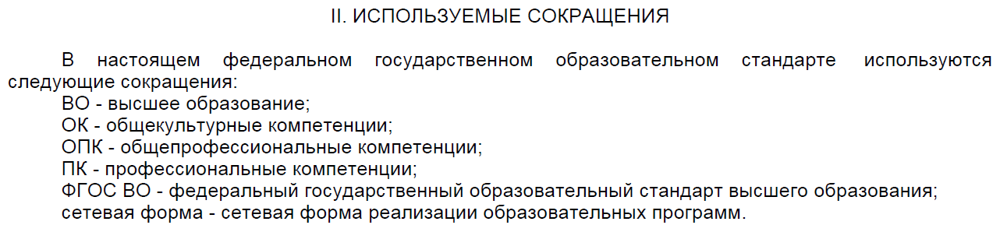 II. ИСПОЛЬЗУЕМЫЕ СОКРАЩЕНИЯ
В настоящем федеральном государственном образовательном стандарте используются
следующие сокращения:
ВО - высшее образование;
ОК - общекультурные компетенции;
ОПК - общепрофессиональные компетенции;
ПК - профессиональные компетенции;
ФГОС ВО - федеральный государственный образовательный стандарт высшего образования;
сетевая форма - сетевая форма реализации образовательных программ.